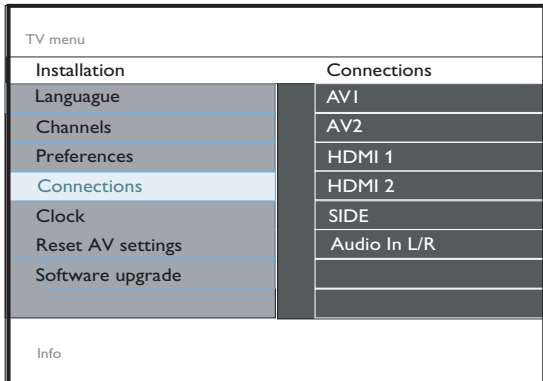 TV menu
Installation
Connections
Languague
AV1
Channels
AV2
Preferences
HDMI 1
Connections
HDMI 2
Clock
SIDE
Reset AV settings
Audio In L/R
Software upgrade
Info